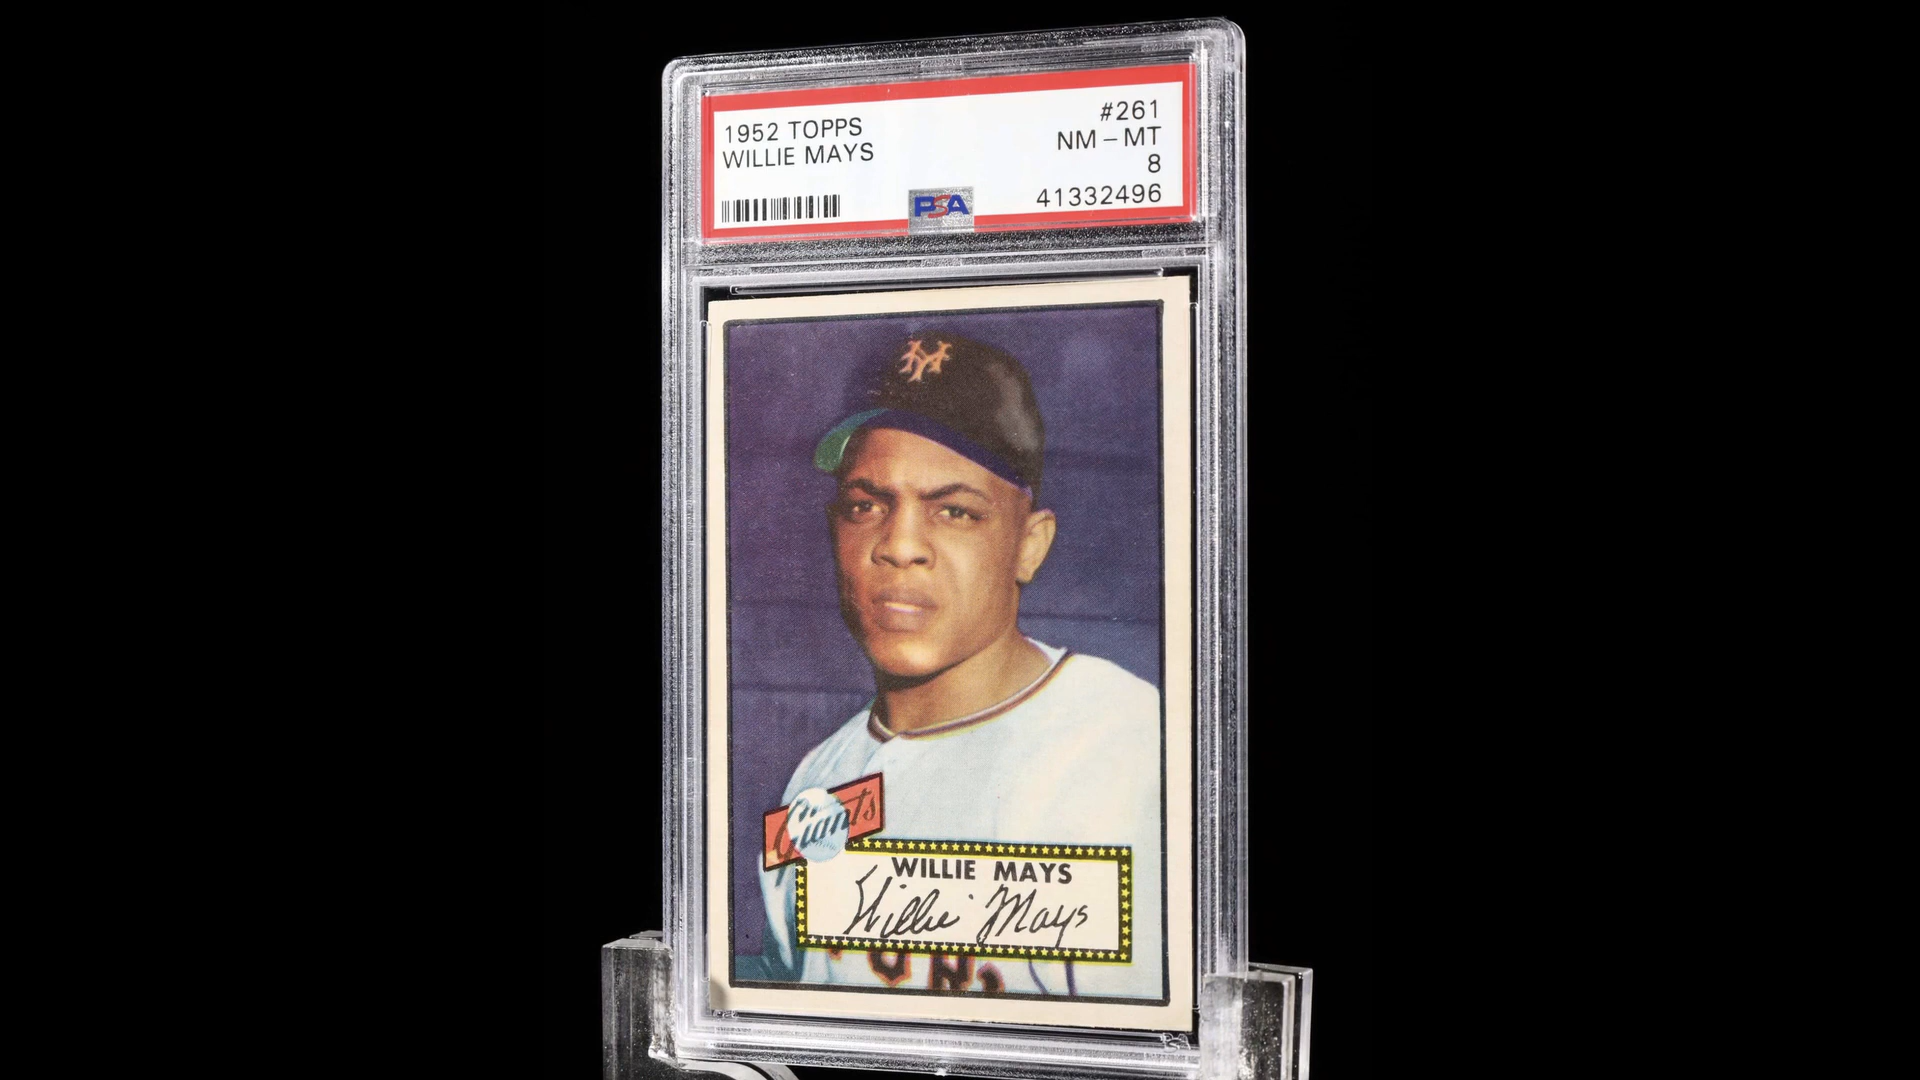 1952 TOPPS
WILLIE MAYS
#261
NM - MT
8
41332496
PSA
Giants
WILLIE MAYS
Willie Mays